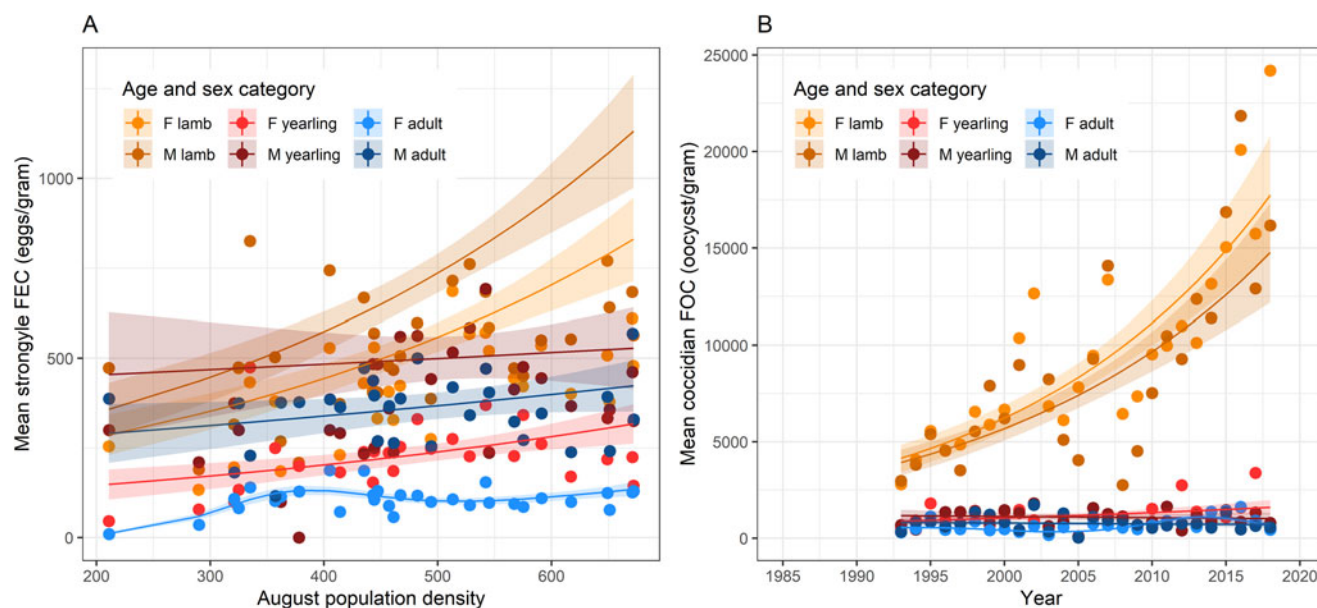 A
Mean strongyle FEC (eggs/gram)
1000
500
0
Age and sex category
F lamb F yearling F adult
M lamb M yearling M adult
200 300 400 500 600
August population density
B
Mean coccidian FOC (oocycst/gram)
25000
20000
15000
10000
5000
0
Age and sex category
F lamb F yearling F adult
M lamb M yearling M adult
1985 1990 1995 2000 2005 2010 2015 2020
Year